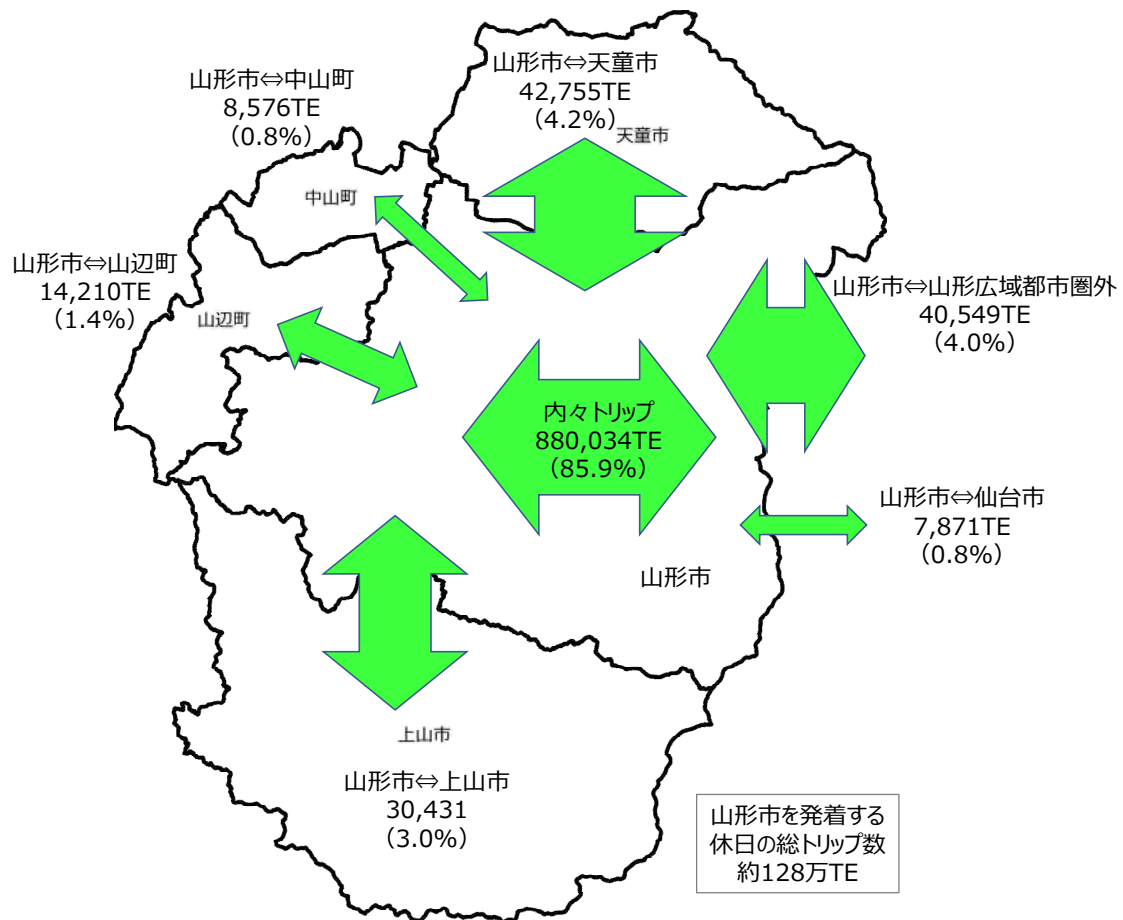 山形市⇔天童市
42,755TE
（4.2%）
天童市
山形市⇔中山町
8,576TE
（0.8%）
中山町
山形市⇔山辺町
14,210TE
（1.4%）
山辺町
山形市⇔山形広域都市圏外
40,549TE
（4.0%）
内々トリップ
880,034TE
（85.9%）
山形市⇔仙台市
7,871TE
（0.8%）
山形市
上山市
山形市⇔上山市
30,431
（3.0%）
山形市を発着する
休日の総トリップ数
約128万TE